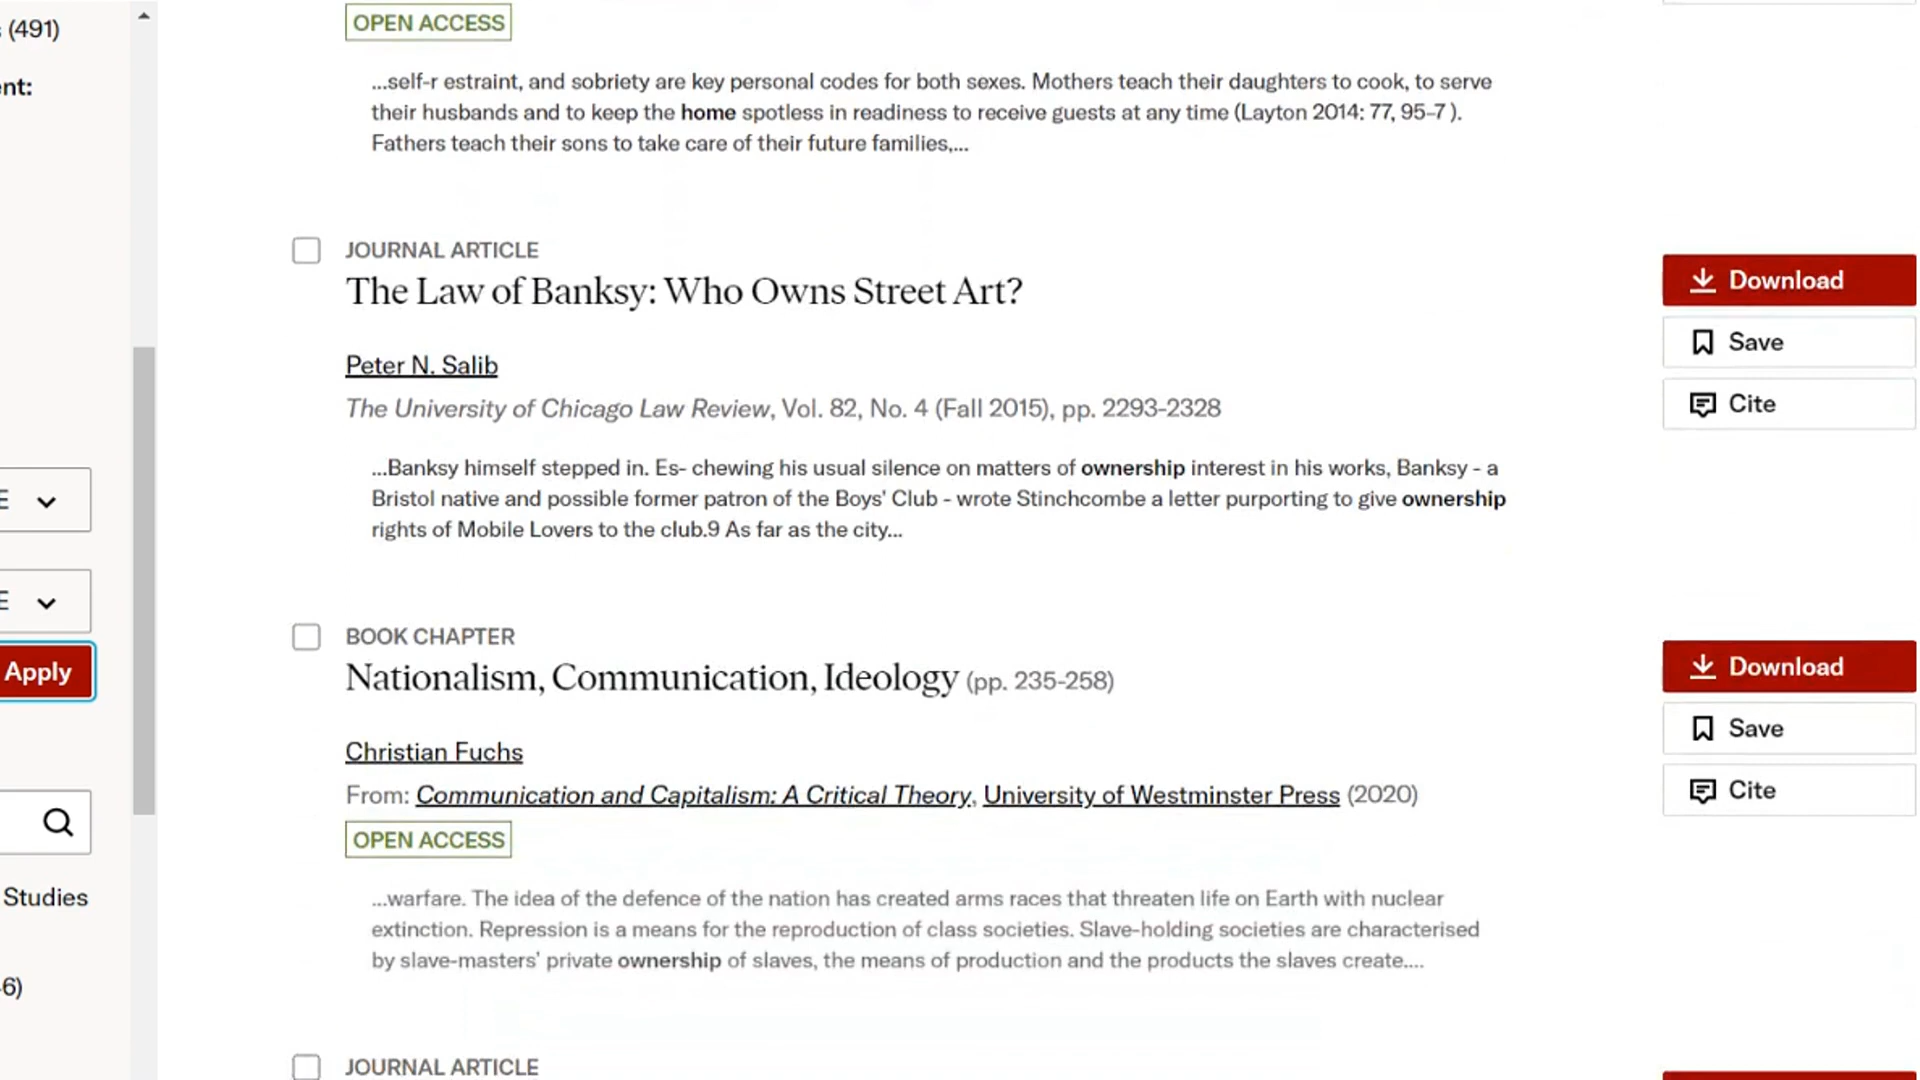 (491)
nt:
E
E
Apply
Studies
6)
OPEN ACCESS
...self-r estraint, and sobriety are key personal codes for both sexes. Mothers teach their daughters to cook, to serve
their husbands and to keep the home spotless in readiness to receive guests at any time (Layton 2014: 77, 95-7 ).
Fathers teach their sons to take care of their future families,...
JOURNAL ARTICLE
The Law of Banksy: Who Owns Street Art?
Peter N. Salib
The University of Chicago Law Review, Vol. 82, No. 4 (Fall 2015), pp. 2293-2328
...Banksy himself stepped in. Es- chewing his usual silence on matters of ownership interest in his works, Banksy - a
Bristol native and possible former patron of the Boys' Club - wrote Stinchcombe a letter purporting to give ownership
rights of Mobile Lovers to the club.9 As far as the city...
Download
Save
Cite
BOOK CHAPTER
Nationalism, Communication, Ideology (pp. 235-258)
Christian Fuchs
From: Communication and Capitalism: A Critical Theory, University of Westminster Press (2020)
OPEN ACCESS
...warfare. The idea of the defence of the nation has created arms races that threaten life on Earth with nuclear
extinction. Repression is a means for the reproduction of class societies. Slave-holding societies are characterised
by slave-masters' private ownership of slaves, the means of production and the products the slaves create....
Download
Save
Cite
JOURNAL ARTICLE